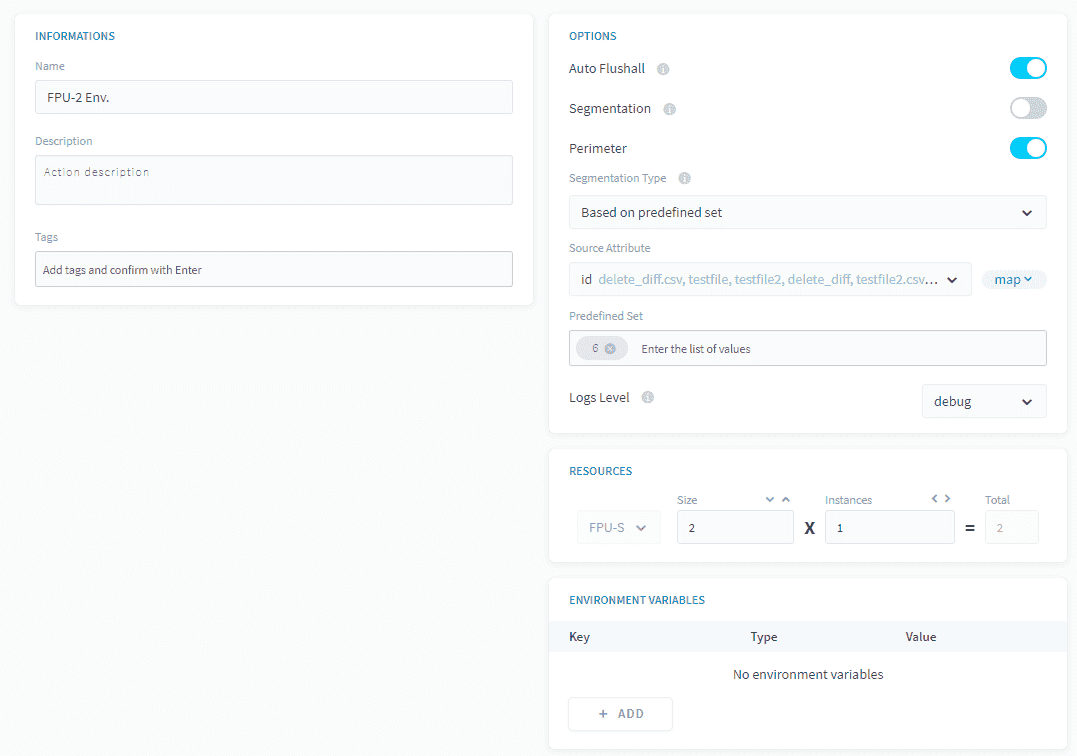 INFORMATIONS
Name
FPU-2 Env.
Description
Action description
Tags
Add tags and confirm with Enter
OPTIONS
Auto Flushall
Segmentation
Perimeter
Segmentation Type
Based on predefined set
Source Attribute
id delete_diff.csv, testfile, testfile2, delete_diff, testfile2.csv... map
Predefined Set
6 Enter the list of values
Logs Level
debug
RESOURCES
Size Instances Total
FPU-S 2 X 1 = 2
ENVIRONMENT VARIABLES
Key Type Value
No environment variables
+ ADD